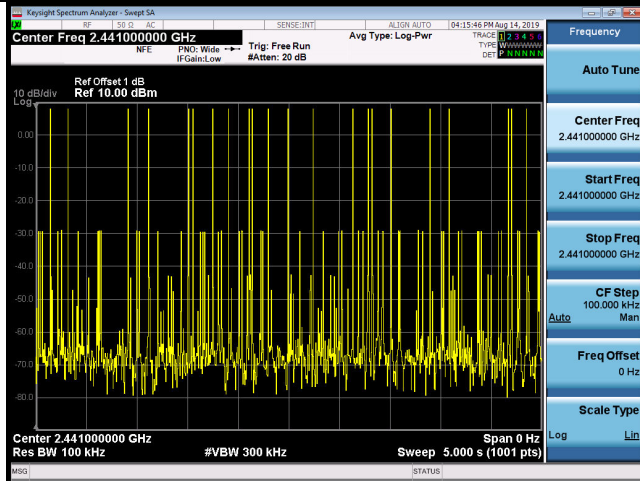 Keysight Spectrum Analyzer - Swept SA
RF 50 Ω AC SENSE:INT ALIGN AUTO 04:15:46 PM Aug 14, 2019
Center Freq 2.441000000 GHz
NFE PNO: Wide Trig: Free Run Avg Type: Log-Pwr TRACE 1 2 3 4 5 6
IFGain:Low #Atten: 20 dB TYPE WWWWWW
DET P NNNNN
Ref Offset 1 dB
10 dB/div Ref 10.00 dBm
Log
0.00
-10.0
-20.0
-30.0
-40.0
-50.0
-60.0
-70.0
-80.0
Center 2.441000000 GHz Span 0 Hz
Res BW 100 kHz #VBW 300 kHz Sweep 5.000 s (1001 pts)
MSG STATUS
Frequency
Auto Tune
Center Freq
2.441000000 GHz
Start Freq
2.441000000 GHz
Stop Freq
2.441000000 GHz
CF Step
100.000 kHz
Auto Man
Freq Offset
0 Hz
Scale Type
Log Lin